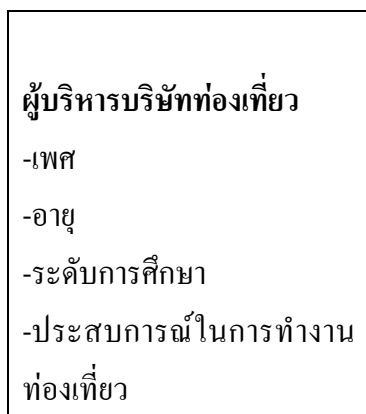 ผู้บริหารบริษัทท่องเที่ยว
-เพศ
-อายุ
-ระดับการศึกษา
-ประสบการณ์ในการทำงาน
ท่องเที่ยว